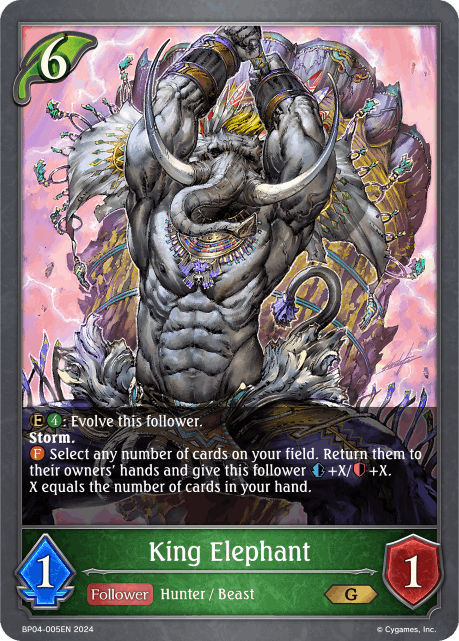 6
E 4 : Evolve this follower.
Storm.
F Select any number of cards on your field. Return them to
their owners' hands and give this follower +X/ +X.
X equals the number of cards in your hand.
King Elephant
1 Follower Hunter / Beast G 1
BP04-005EN 2024 © Cygames, Inc.